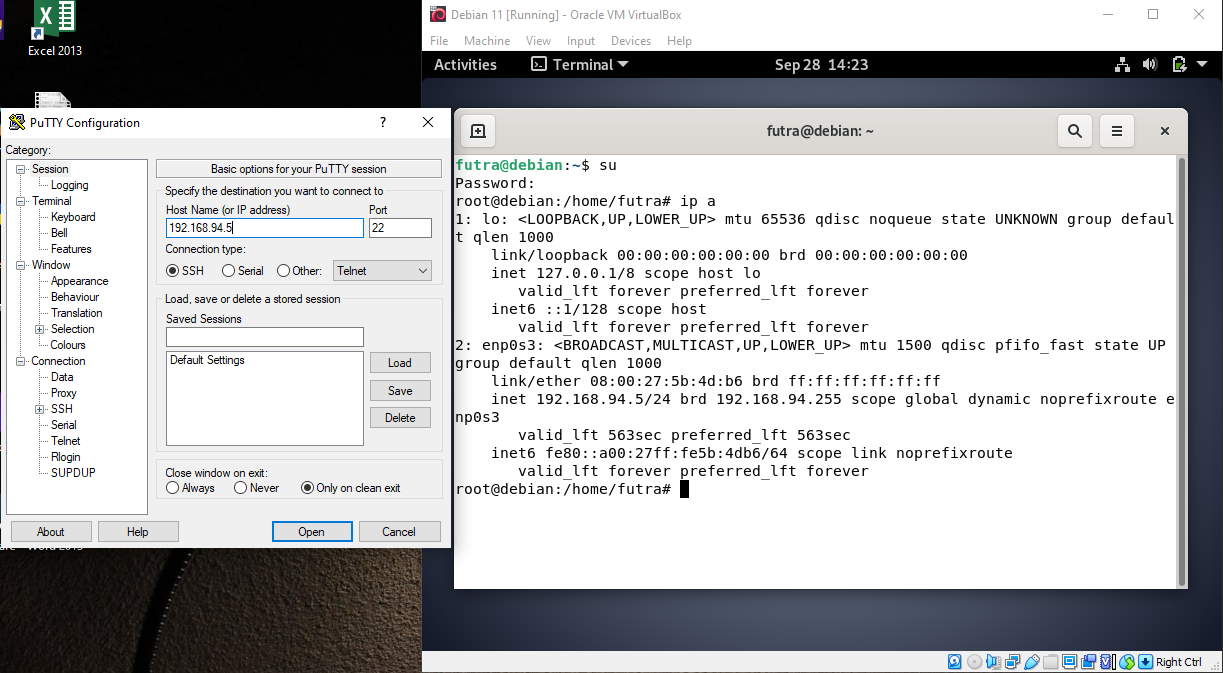 Excel 2013
PuTTY Configuration
?
Category:
Session
Logging
Terminal
Keyboard
Bell
Features
Window
Appearance
Behaviour
Translation
Selection
Colours
Connection
Data
Proxy
SSH
Serial
Telnet
Rlogin
SUPDUP
Basic options for your PuTTY session
Specify the destination you want to connect to
Host Name (or IP address)
Port
192.168.94.5
22
Connection type:
SSH
Serial
Other:
Telnet
Load, save or delete a stored session
Saved Sessions
Default Settings
Load
Save
Delete
Close window on exit:
Always
Never
Only on clean exit
About
Help
Open
Cancel
Debian 11 [Running] - Oracle VM VirtualBox
File Machine View Input Devices Help
Activities
Terminal
Sep 28 14:23
futra@debian: ~
futra@debian:~$ su
Password:
root@debian:/home/futra# ip a
1: lo: <LOOPBACK,UP,LOWER_UP> mtu 65536 qdisc noqueue state UNKNOWN group defaul
t qlen 1000
link/loopback 00:00:00:00:00:00 brd 00:00:00:00:00:00
inet 127.0.0.1/8 scope host lo
valid_lft forever preferred_lft forever
inet6 ::1/128 scope host
valid_lft forever preferred_lft forever
2: enp0s3: <BROADCAST,MULTICAST,UP,LOWER_UP> mtu 1500 qdisc pfifo_fast state UP
group default qlen 1000
link/ether 08:00:27:5b:4d:b6 brd ff:ff:ff:ff:ff:ff
inet 192.168.94.5/24 brd 192.168.94.255 scope global dynamic noprefixroute e
np0s3
valid_lft 563sec preferred_lft 563sec
inet6 fe80::a00:27ff:fe5b:4db6/64 scope link noprefixroute
valid_lft forever preferred_lft forever
root@debian:/home/futra#
Right Ctrl